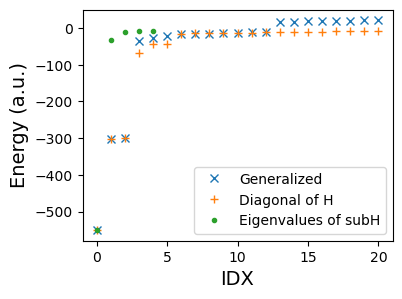 0
−100
−200
−300
−400
−500
Energy (a.u.)
Generalized
Diagonal of H
Eigenvalues of subH
0 5 10 15 20
IDX